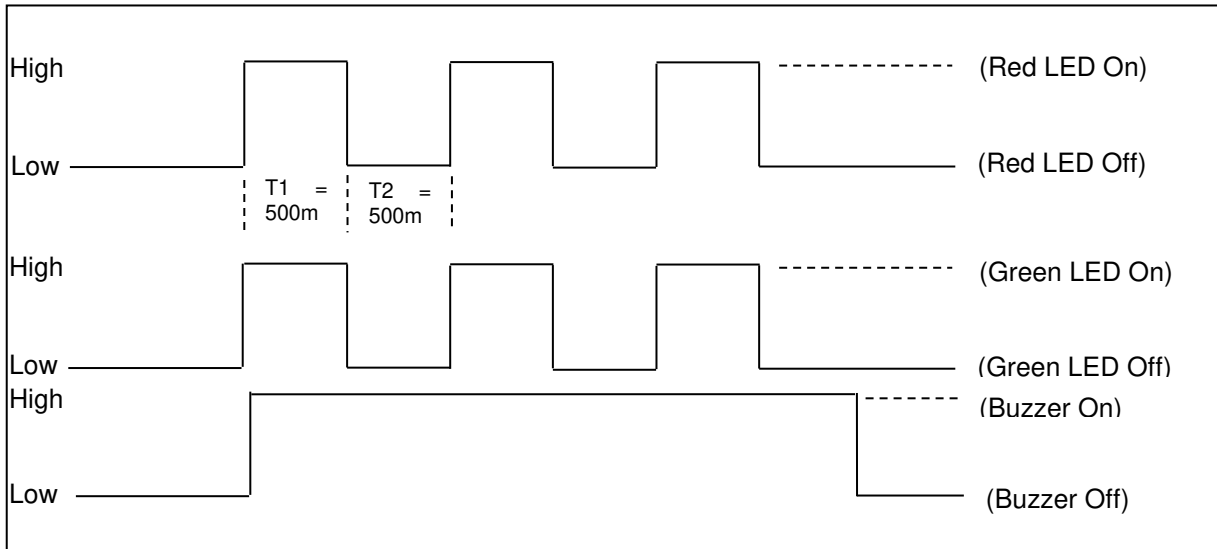 High
(Red LED On)
Low
(Red LED Off)
T1 =
500m
T2 =
500m
High
(Green LED On)
Low
(Green LED Off)
High
(Buzzer On)
Low
(Buzzer Off)